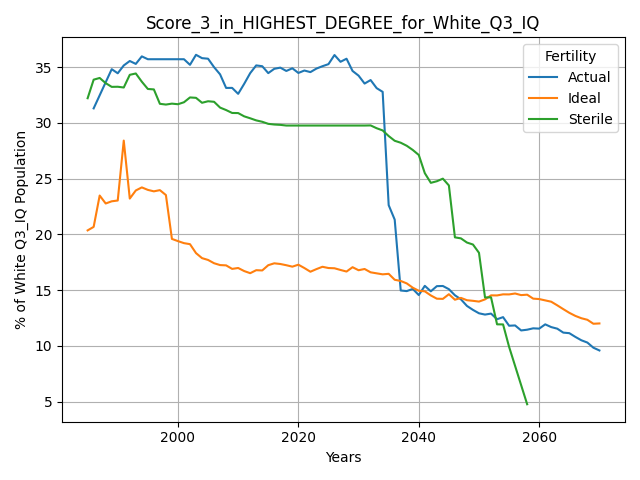 Score_3_in_HIGHEST_DEGREE_for_White_Q3_IQ
% of White Q3_IQ Population
35
30
25
20
15
10
5
Fertility
Actual
Ideal
Sterile
2000 2020 2040 2060
Years